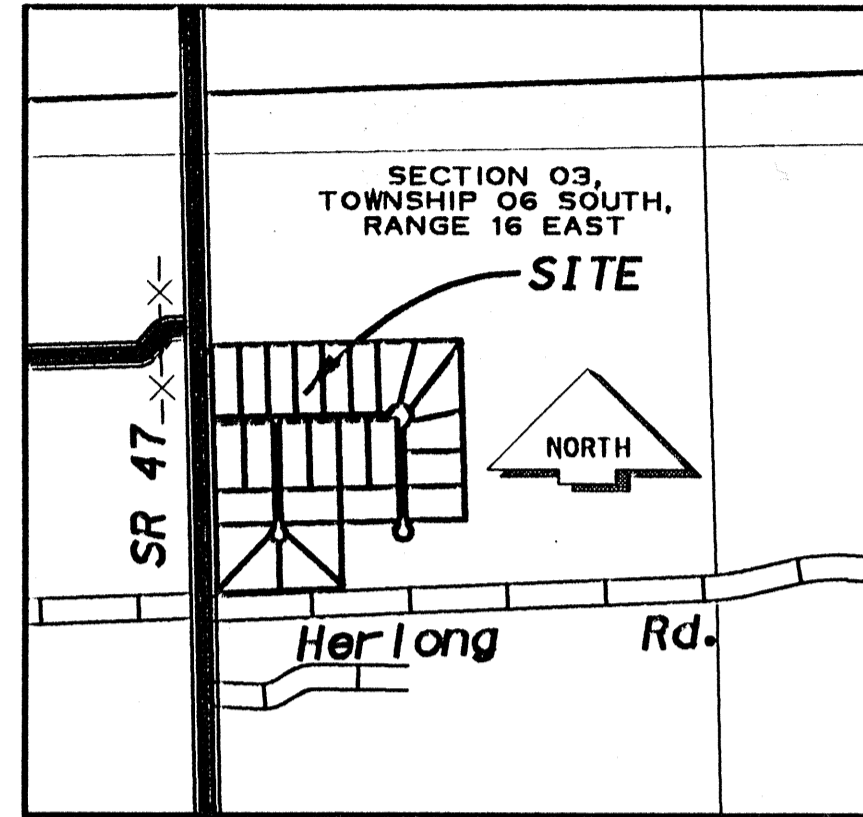 SECTION 03,
TOWNSHIP 06 SOUTH,
RANGE 16 EAST
SITE
NORTH
SR 47
Herlong Rd.